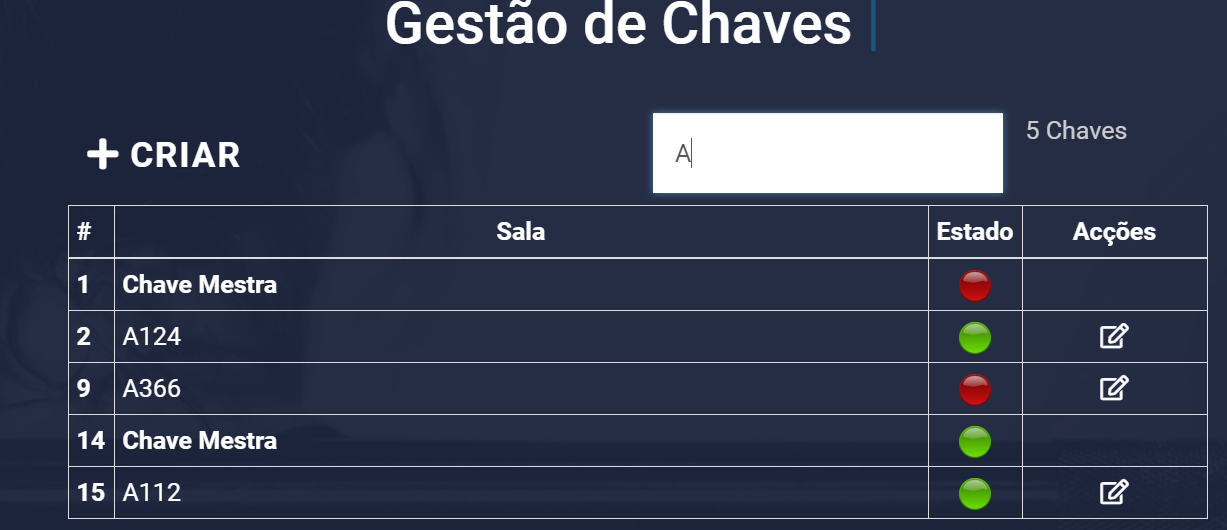 Gestão de Chaves
CRIAR
A
5 Chaves
# Sala Estado Acções
1 Chave Mestra
2 A124
9 A366
14 Chave Mestra
15 A112